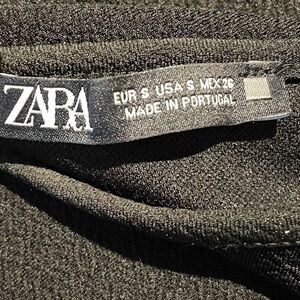 ZARA
EUR S USA S MEX 26
MADE IN PORTUGAL